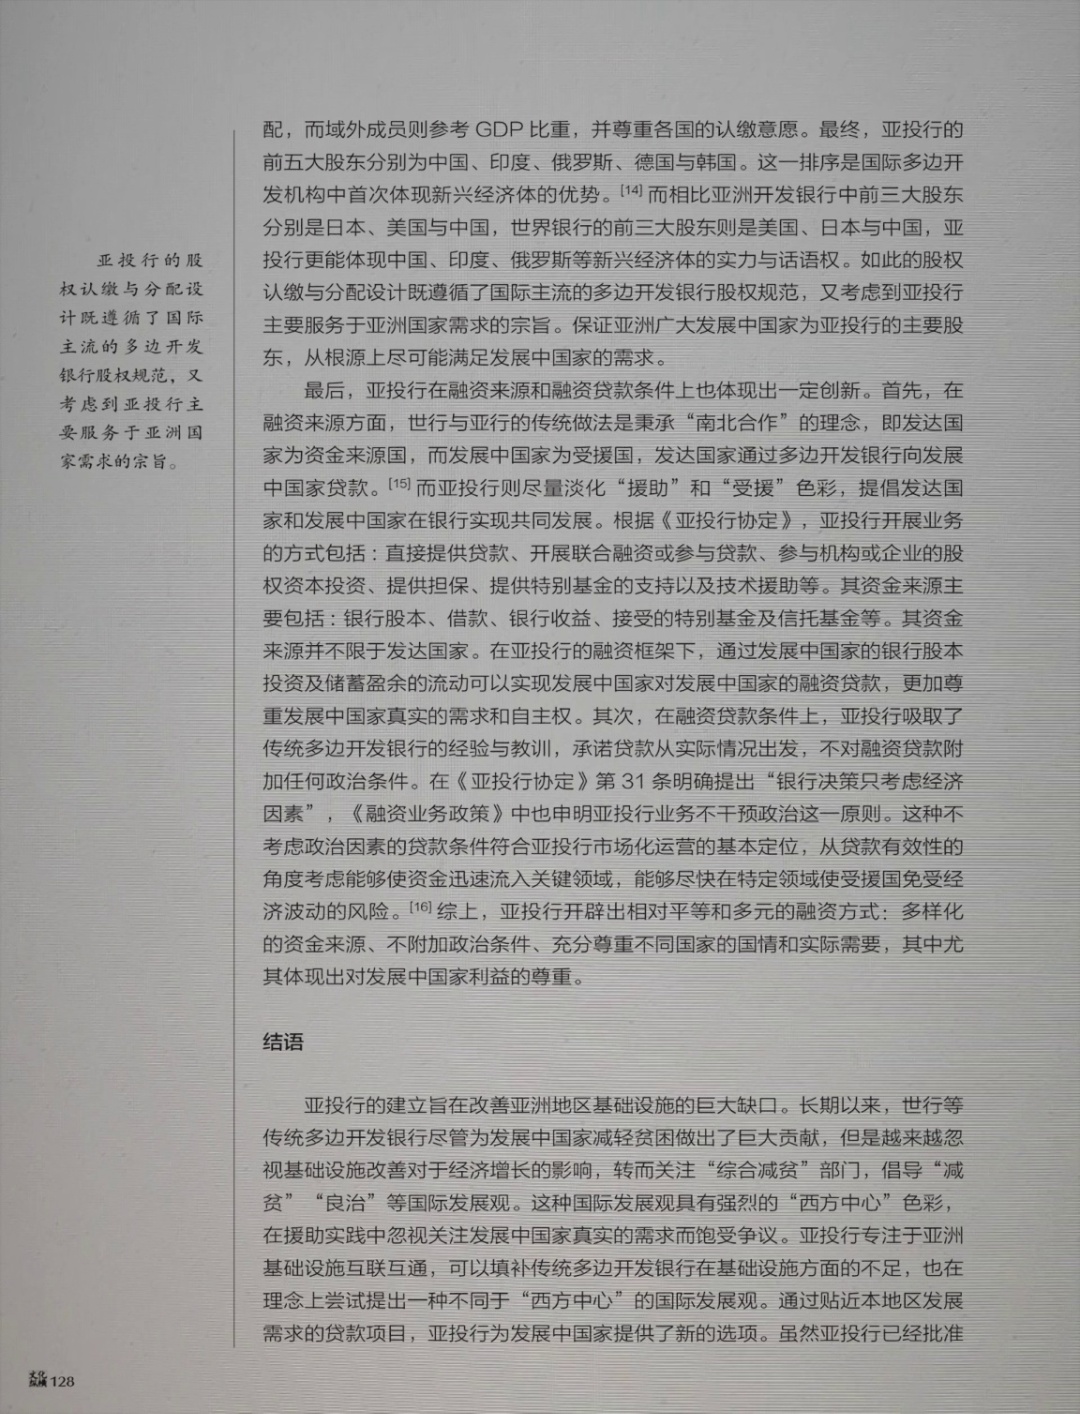 配，而域外成员则参考 GDP 比重，并尊重各国的认缴意愿。最终，亚投行的
前五大股东分别为中国、印度、俄罗斯、德国与韩国。这一排序是国际多边开
发机构中首次体现新兴经济体的优势。[14] 而相比亚洲开发银行中前三大股东
分别是日本、美国与中国，世界银行的前三大股东则是美国、日本与中国，亚
投行更能体现中国、印度、俄罗斯等新兴经济体的实力与话语权。如此的股权
认缴与分配设计既遵循了国际主流的多边开发银行股权规范，又考虑到亚投行
主要服务于亚洲国家需求的宗旨。保证亚洲广大发展中国家为亚投行的主要股
东，从根源上尽可能满足发展中国家的需求。
最后，亚投行在融资来源和融资贷款条件上也体现出一定创新。首先，在
融资来源方面，世行与亚行的传统做法是秉承“南北合作”的理念，即发达国
家为资金来源国，而发展中国家为受援国，发达国家通过多边开发银行向发展
中国家贷款。[15] 而亚投行则尽量淡化“援助”和“受援”色彩，提倡发达国
家和发展中国家在银行实现共同发展。根据《亚投行协定》，亚投行开展业务
的方式包括：直接提供贷款、开展联合融资或参与贷款、参与机构或企业的股
权资本投资、提供担保、提供特别基金的支持以及技术援助等。其资金来源主
要包括：银行股本、借款、银行收益、接受的特别基金及信托基金等。其资金
来源并不限于发达国家。在亚投行的融资框架下，通过发展中国家的银行股本
投资及储蓄盈余的流动可以实现发展中国家对发展中国家的融资贷款，更加尊
重发展中国家真实的需求和自主权。其次，在融资贷款条件上，亚投行吸取了
传统多边开发银行的经验与教训，承诺贷款从实际情况出发，不对融资贷款附
加任何政治条件。在《亚投行协定》第 31 条明确提出“银行决策只考虑经济
因素”，《融资业务政策》中也申明亚投行业务不干预政治这一原则。这种不
考虑政治因素的贷款条件符合亚投行市场化运营的基本定位，从贷款有效性的
角度考虑能够使资金迅速流入关键领域，能够尽快在特定领域使受援国免受经
济波动的风险。[16] 综上，亚投行开辟出相对平等和多元的融资方式：多样化
的资金来源、不附加政治条件、充分尊重不同国家的国情和实际需要，其中尤
其体现出对发展中国家利益的尊重。
结语
亚投行的建立旨在改善亚洲地区基础设施的巨大缺口。长期以来，世行等
传统多边开发银行尽管为发展中国家减轻贫困做出了巨大贡献，但是越来越忽
视基础设施改善对于经济增长的影响，转而关注“综合减贫”部门，倡导“减
贫”“良治”等国际发展观。这种国际发展观具有强烈的“西方中心”色彩，
在援助实践中忽视关注发展中国家真实的需求而饱受争议。亚投行专注于亚洲
基础设施互联互通，可以填补传统多边开发银行在基础设施方面的不足，也在
理念上尝试提出一种不同于“西方中心”的国际发展观。通过贴近本地区发展
需求的贷款项目，亚投行为发展中国家提供了新的选项。虽然亚投行已经批准
亚投行的股
权认缴与分配设
计既遵循了国际
主流的多边开发
银行股权规范，又
考虑到亚投行主
要服务于亚洲国
家需求的宗旨。
文化纵横 128